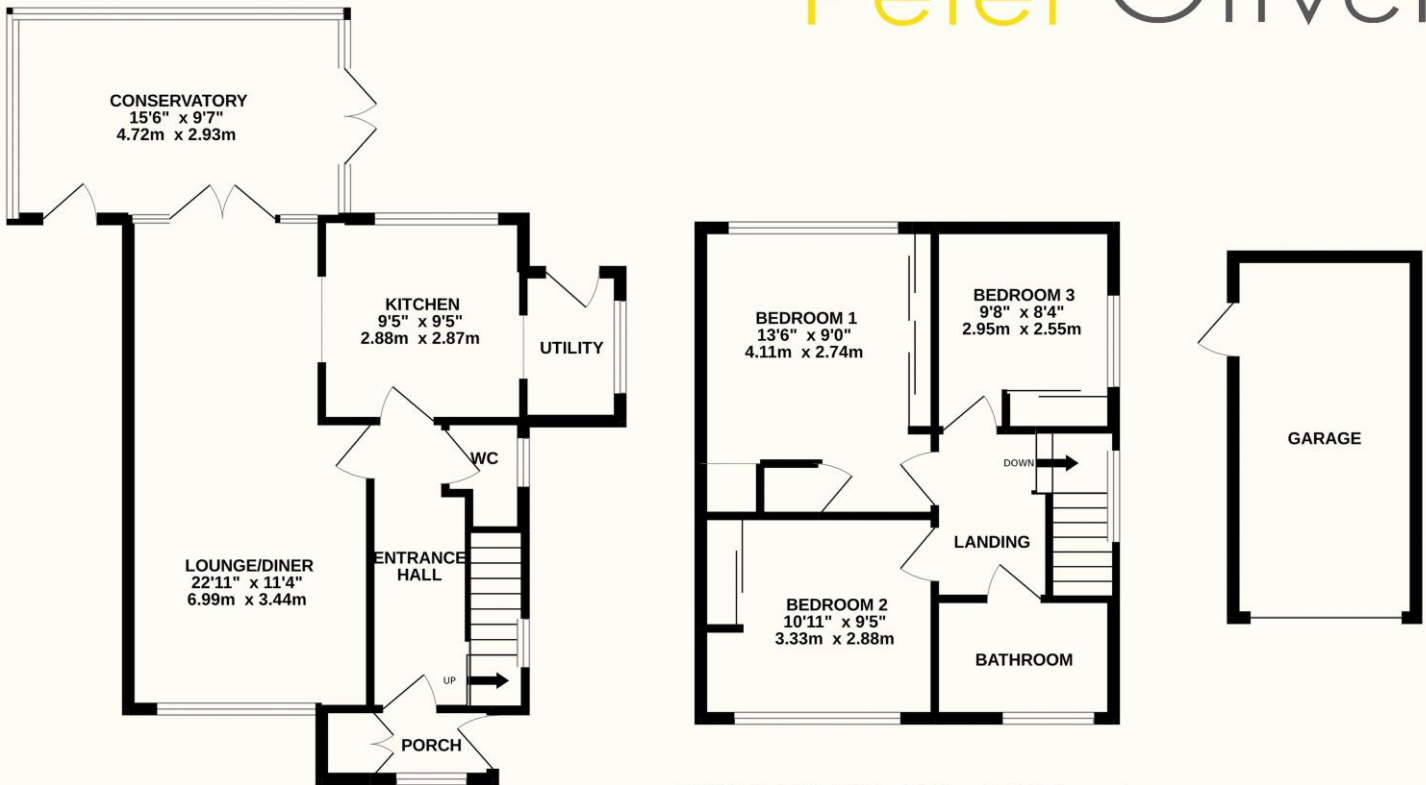 Peter Oliver
CONSERVATORY
15'6" x 9'7"
4.72m x 2.93m
KITCHEN
9'5" x 9'5"
2.88m x 2.87m
UTILITY
WC
LOUNGE/DINER
22'11" x 11'4"
6.99m x 3.44m
ENTRANCE
HALL
UP
PORCH
BEDROOM 1
13'6" x 9'0"
4.11m x 2.74m
BEDROOM 3
9'8" x 8'4"
2.95m x 2.55m
DOWN
LANDING
BEDROOM 2
10'11" x 9'5"
3.33m x 2.88m
BATHROOM
GARAGE